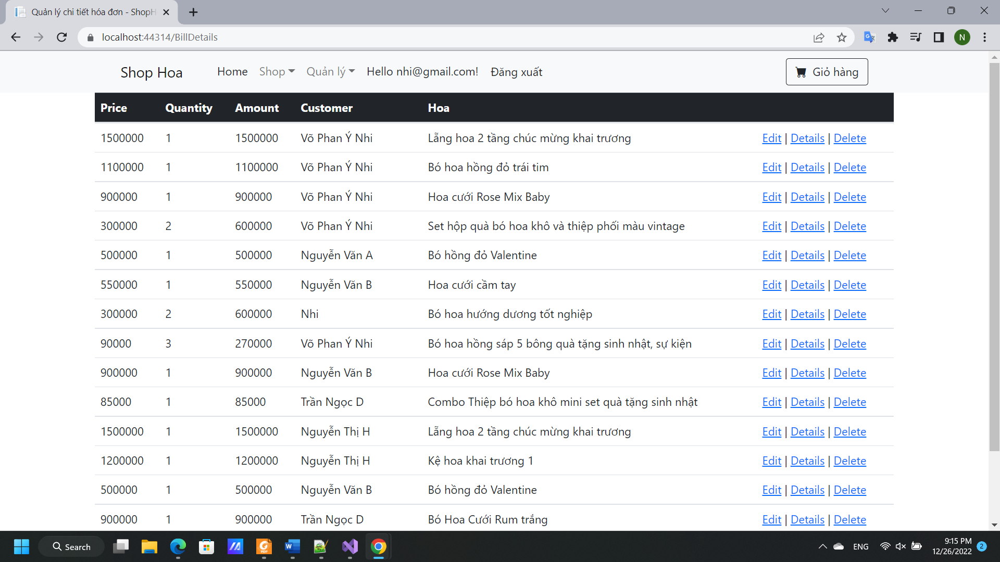 Quản lý chi tiết hóa đơn - ShopH
localhost:44314/BillDetails
N
Shop Hoa Home Shop Quản lý Hello nhi@gmail.com! Đăng xuất Giỏ hàng
Price Quantity Amount Customer Hoa
1500000 1 1500000 Võ Phan Ý Nhi Lẵng hoa 2 tầng chúc mừng khai trương Edit | Details | Delete
1100000 1 1100000 Võ Phan Ý Nhi Bó hoa hồng đỏ trái tim Edit | Details | Delete
900000 1 900000 Võ Phan Ý Nhi Hoa cưới Rose Mix Baby Edit | Details | Delete
300000 2 600000 Võ Phan Ý Nhi Set hộp quà bó hoa khô và thiệp phối màu vintage Edit | Details | Delete
500000 1 500000 Nguyễn Văn A Bó hồng đỏ Valentine Edit | Details | Delete
550000 1 550000 Nguyễn Văn B Hoa cưới cầm tay Edit | Details | Delete
300000 2 600000 Nhi Bó hoa hướng dương tốt nghiệp Edit | Details | Delete
90000 3 270000 Võ Phan Ý Nhi Bó hoa hồng sáp 5 bông quà tặng sinh nhật, sự kiện Edit | Details | Delete
900000 1 900000 Nguyễn Văn B Hoa cưới Rose Mix Baby Edit | Details | Delete
85000 1 85000 Trần Ngọc D Combo Thiệp bó hoa khô mini set quà tặng sinh nhật Edit | Details | Delete
1500000 1 1500000 Nguyễn Thị H Lẵng hoa 2 tầng chúc mừng khai trương Edit | Details | Delete
1200000 1 1200000 Nguyễn Thị H Kệ hoa khai trương 1 Edit | Details | Delete
500000 1 500000 Nguyễn Văn B Bó hồng đỏ Valentine Edit | Details | Delete
900000 1 900000 Trần Ngọc D Bó Hoa Cưới Rum trắng Edit | Details | Delete
Search ENG 9:15 PM
12/26/2022 2